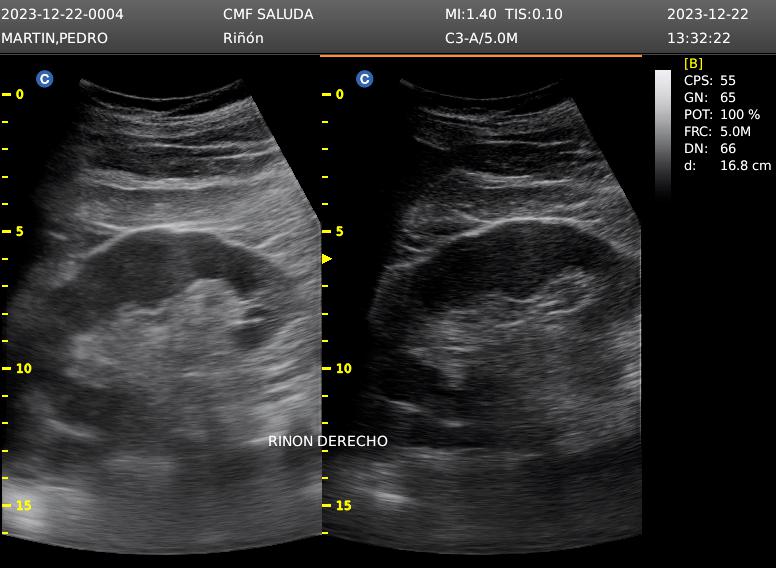 2023-12-22-0004 CMF SALUDA MI:1.40 TIS:0.10 2023-12-22
MARTIN,PEDRO Riñón C3-A/5.0M 13:32:22
C C
[B]
CPS: 55
GN: 65
POT: 100 %
FRC: 5.0M
DN: 66
d: 16.8 cm
0 0
5 5
10 10
RINON DERECHO
15 15